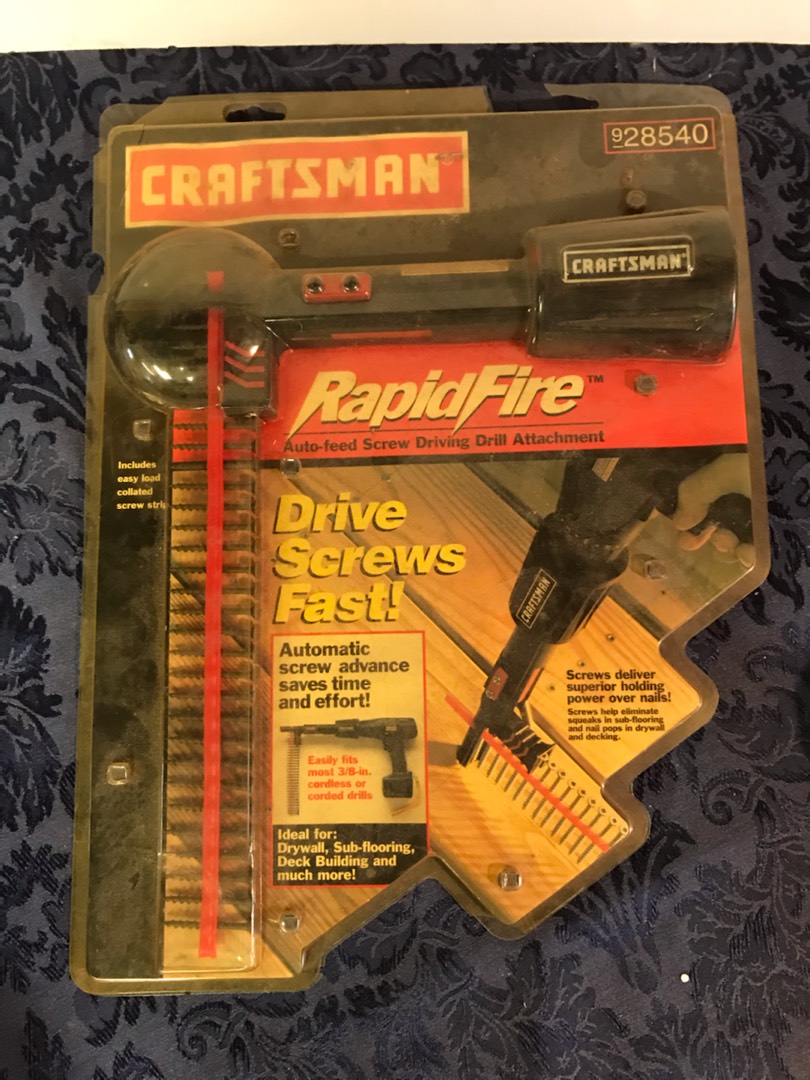 CRAFTSMAN
928540
CRAFTSMAN
RapidFire™
Auto-feed Screw Driving Drill Attachment
Includes
easy load
collated
screw strip
Drive
Screws
Fast!
Automatic
screw advance
saves time
and effort!
Easily fits
most 3/8-in.
cordless or
corded drills
Ideal for:
Drywall, Sub-flooring,
Deck Building and
much more!
CRAFTSMAN
Screws deliver
superior holding
power over nails!
Screws help eliminate
squeaks in sub-flooring
and nail pops in drywall
and decking.